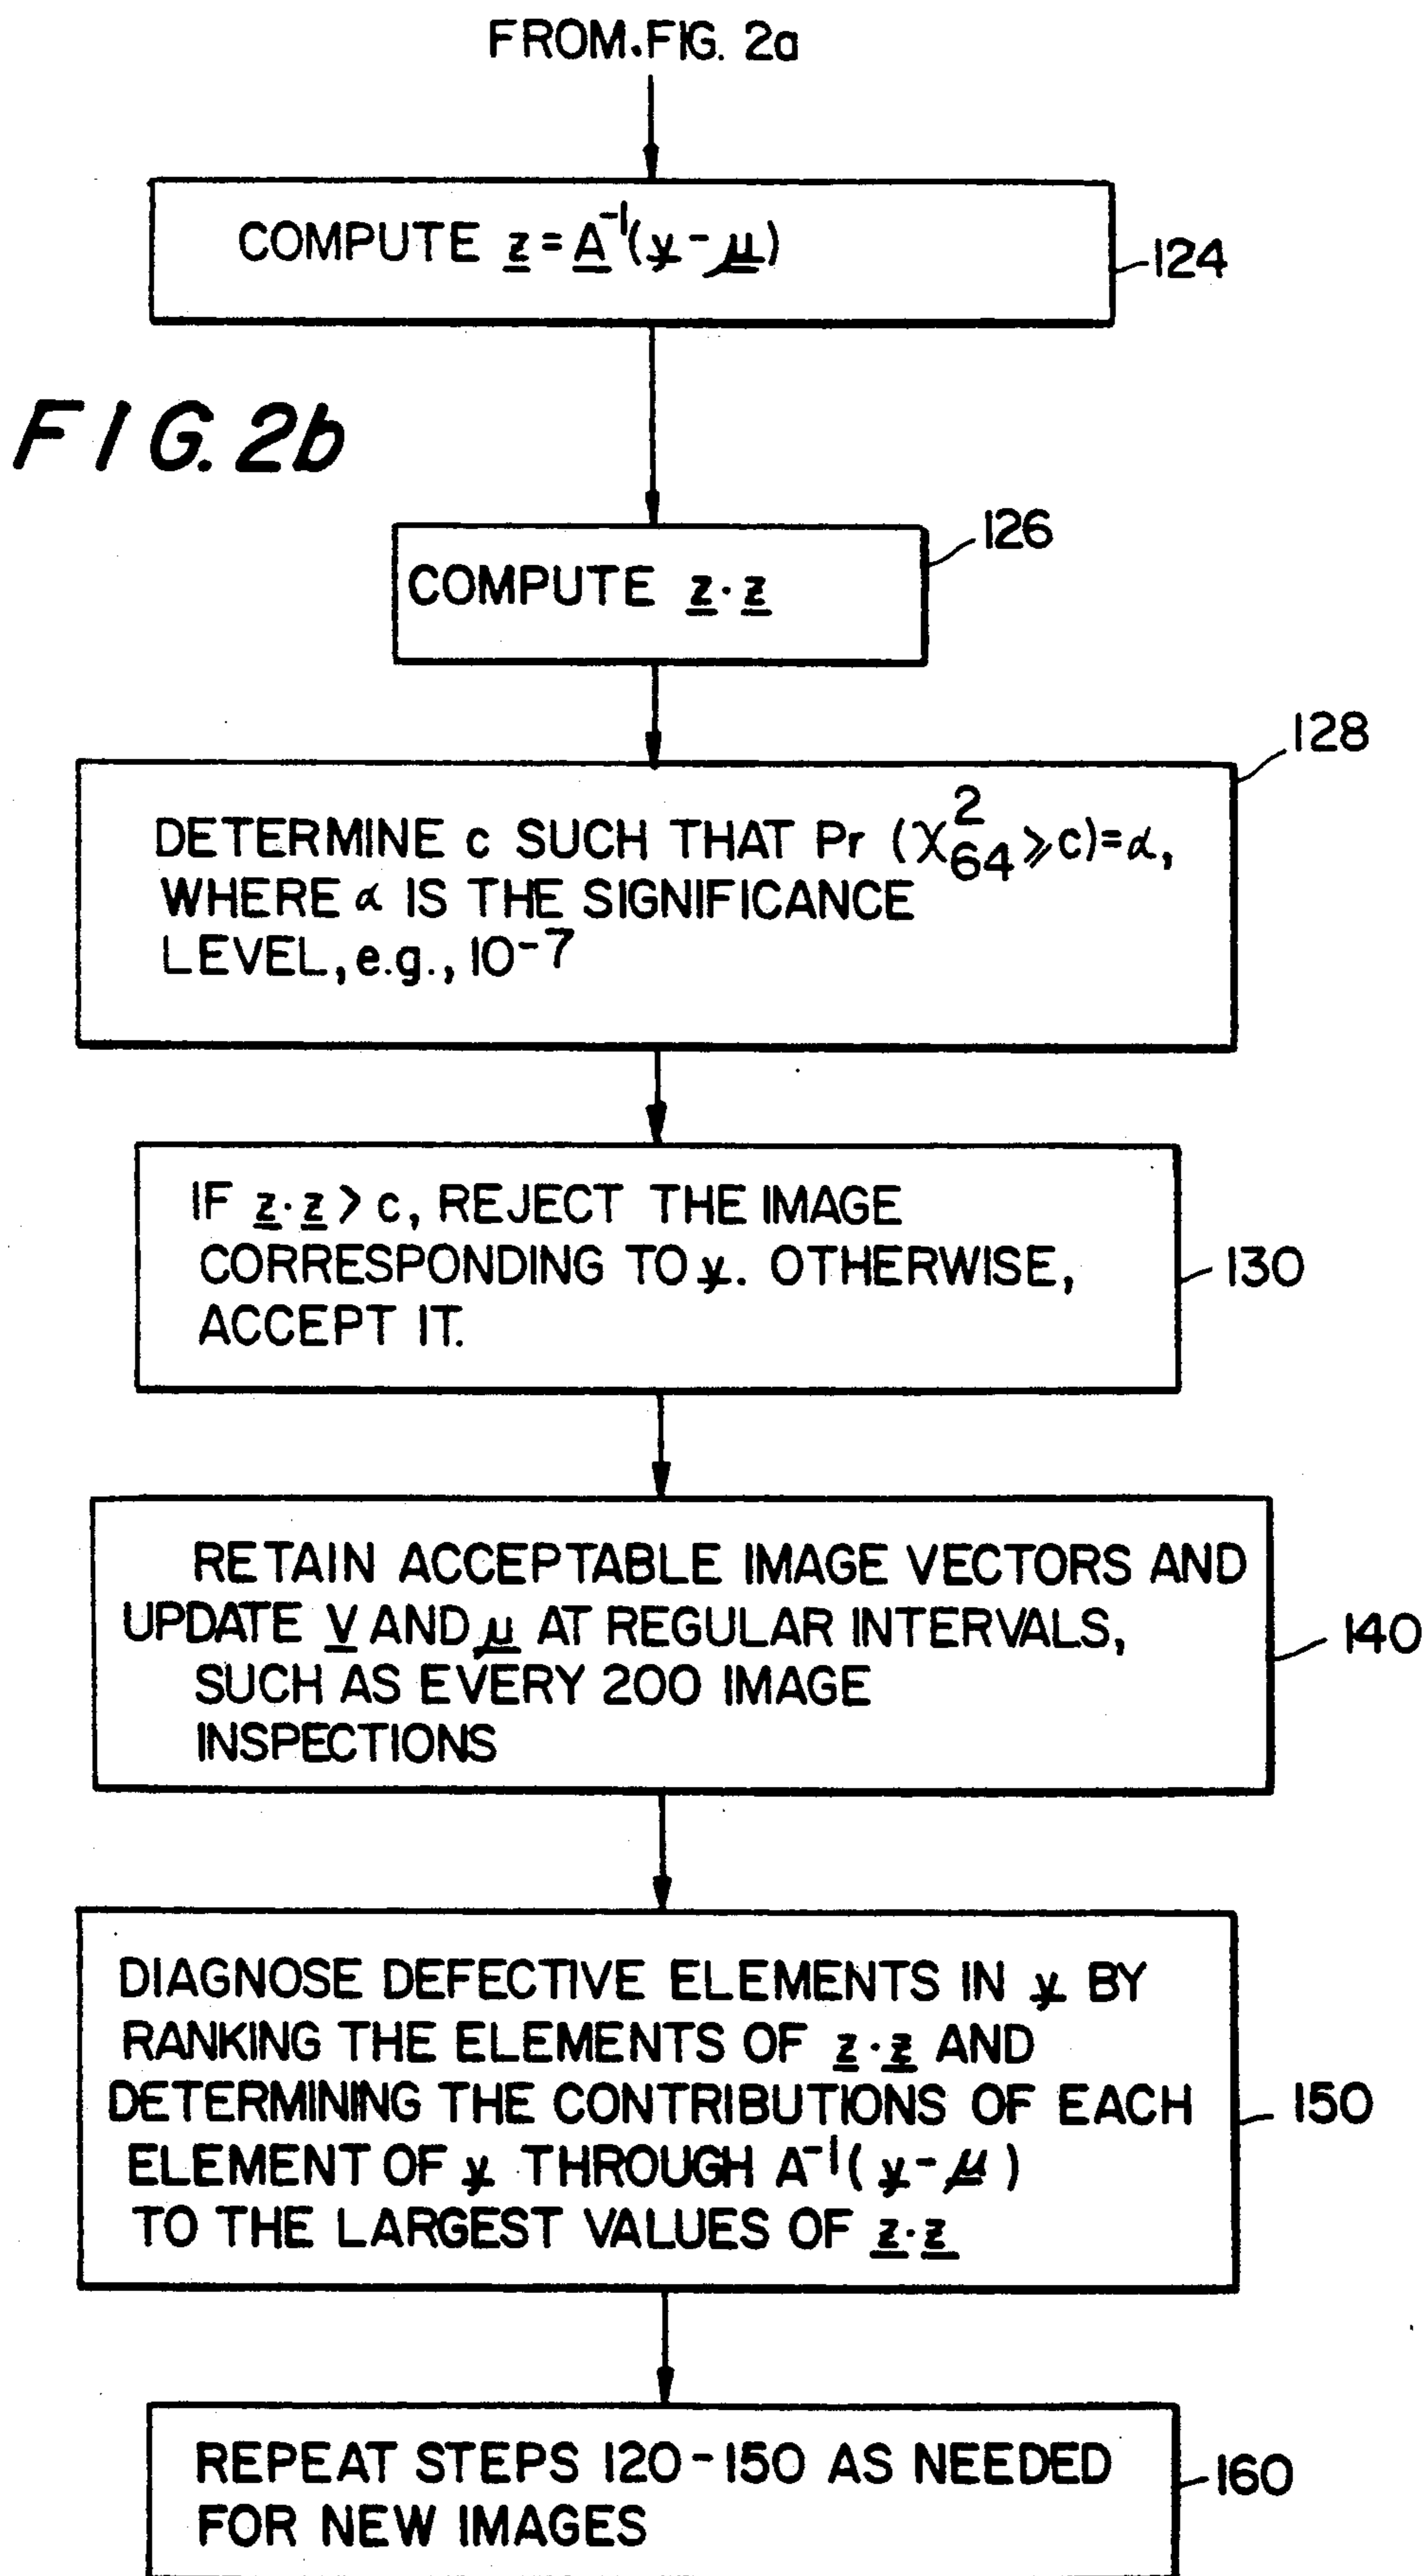 FROM.FIG. 2a
COMPUTE z = A⁻¹(y - μ)
124
FIG. 2b
126
COMPUTE z · z
128
DETERMINE c SUCH THAT Pr (χ²₆₄ ⩾ c) = α,
WHERE α IS THE SIGNIFICANCE
LEVEL, e.g., 10⁻⁷
IF z · z > c, REJECT THE IMAGE
CORRESPONDING TO y. OTHERWISE,
ACCEPT IT.
130
RETAIN ACCEPTABLE IMAGE VECTORS AND
UPDATE V AND μ AT REGULAR INTERVALS,
SUCH AS EVERY 200 IMAGE
INSPECTIONS
140
DIAGNOSE DEFECTIVE ELEMENTS IN y BY
RANKING THE ELEMENTS OF z · z AND
DETERMINING THE CONTRIBUTIONS OF EACH
ELEMENT OF y THROUGH A⁻¹( y - μ )
TO THE LARGEST VALUES OF z · z
150
REPEAT STEPS 120-150 AS NEEDED
FOR NEW IMAGES
160